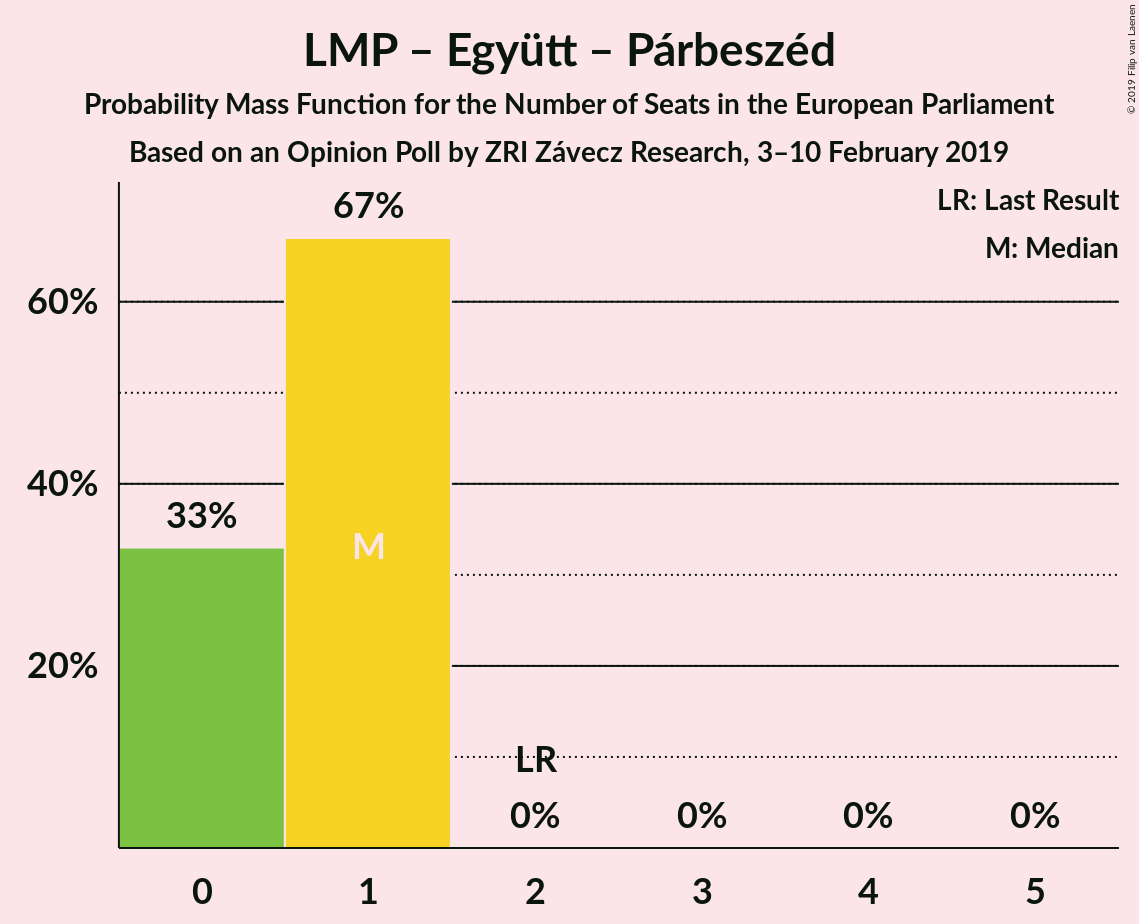 LMP – Együtt – Párbeszéd
Probability Mass Function for the Number of Seats in the European Parliament
Based on an Opinion Poll by ZRI Závecz Research, 3–10 February 2019
© 2019 Filip van Laenen
LR: Last Result
M: Median
67%
60%
40%
33%
M
20%
LR
0%
0%
0%
0%
0 1 2 3 4 5